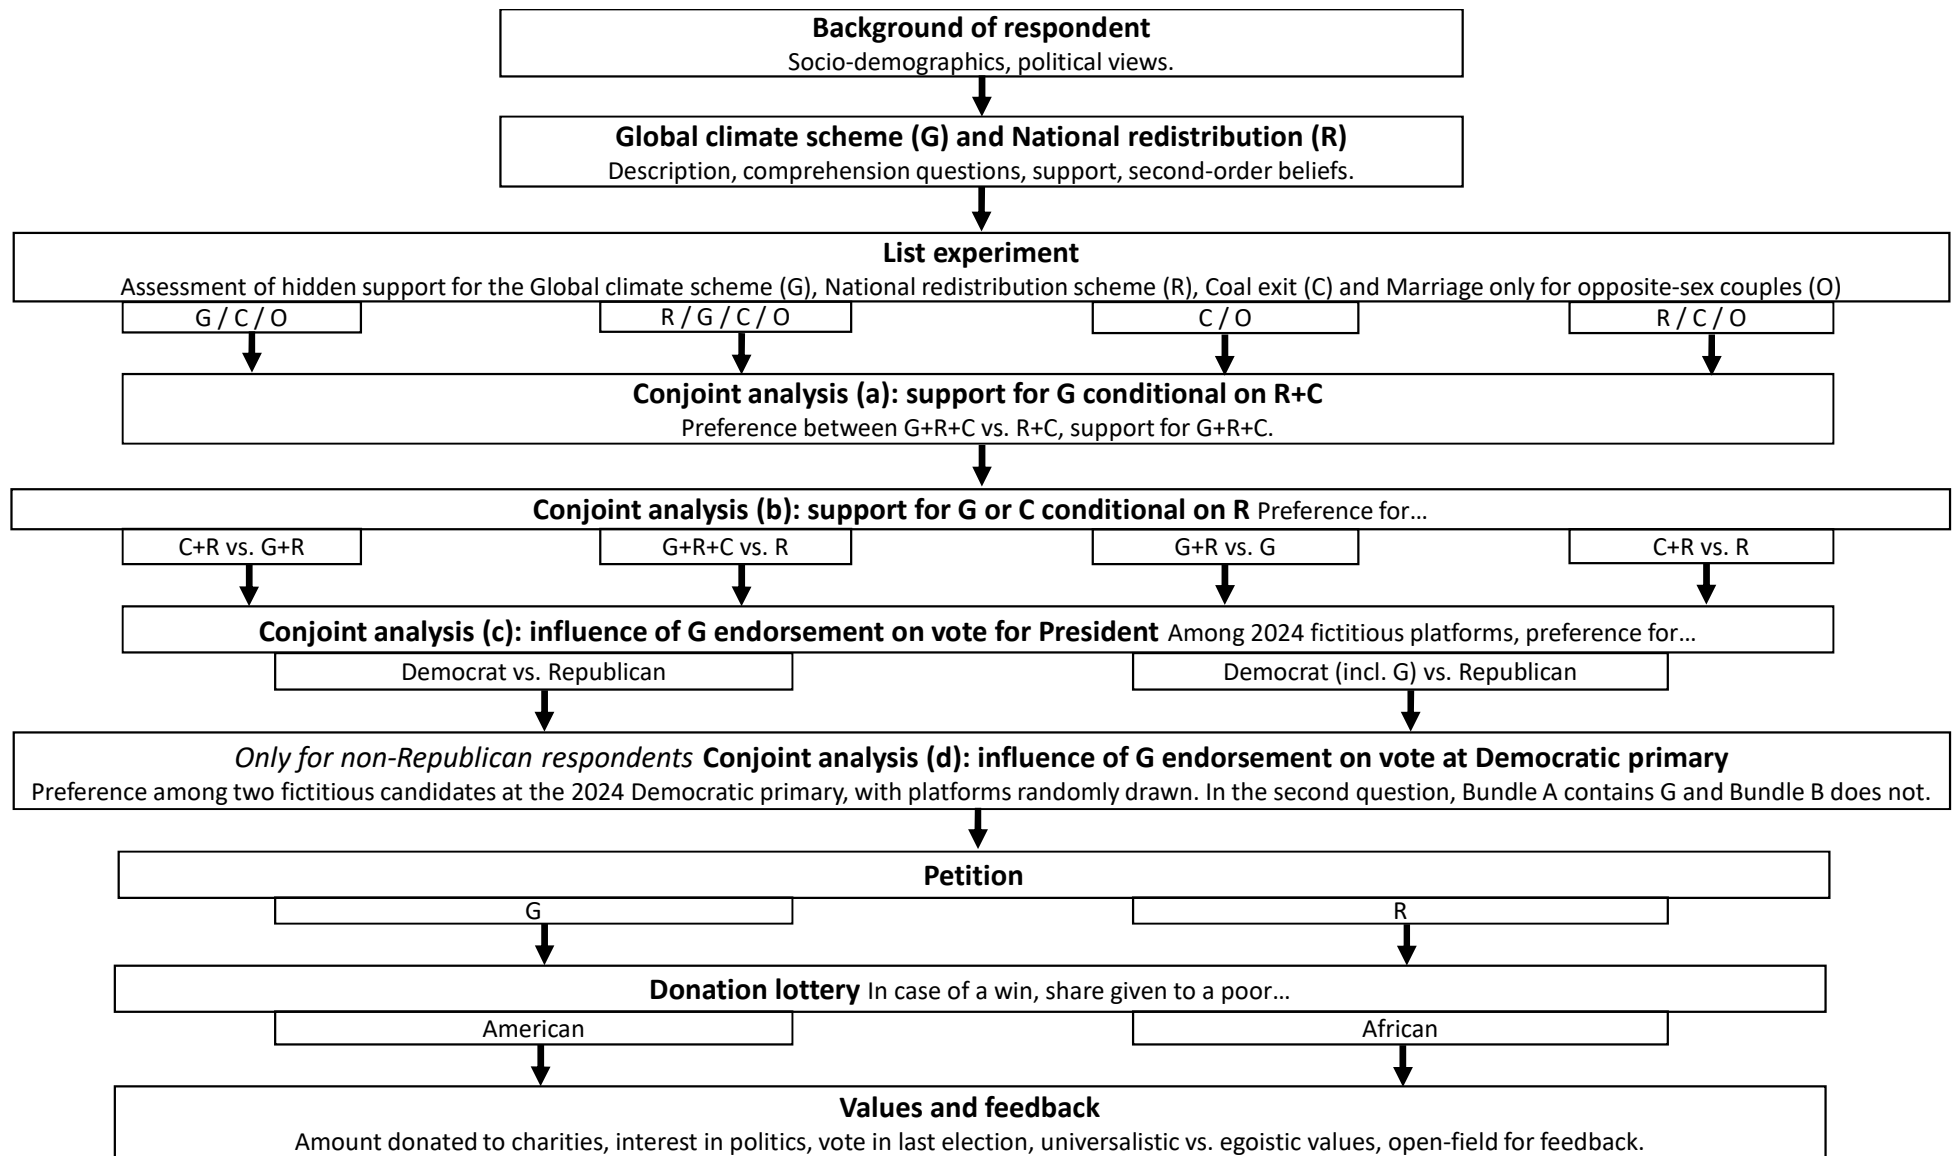 Background of respondent
Socio-demographics, political views.
Global climate scheme (G) and National redistribution (R)
Description, comprehension questions, support, second-order beliefs.
List experiment
Assessment of hidden support for the Global climate scheme (G), National redistribution scheme (R), Coal exit (C) and Marriage only for opposite-sex couples (O)
G / C / O
R / G / C / O
C / O
R / C / O
Conjoint analysis (a): support for G conditional on R+C
Preference between G+R+C vs. R+C, support for G+R+C.
Conjoint analysis (b): support for G or C conditional on R Preference for...
C+R vs. G+R
G+R+C vs. R
G+R vs. G
C+R vs. R
Conjoint analysis (c): influence of G endorsement on vote for President Among 2024 fictitious platforms, preference for...
Democrat vs. Republican
Democrat (incl. G) vs. Republican
Only for non-Republican respondents Conjoint analysis (d): influence of G endorsement on vote at Democratic primary
Preference among two fictitious candidates at the 2024 Democratic primary, with platforms randomly drawn. In the second question, Bundle A contains G and Bundle B does not.
Petition
G
R
Donation lottery In case of a win, share given to a poor...
American
African
Values and feedback
Amount donated to charities, interest in politics, vote in last election, universalistic vs. egoistic values, open-field for feedback.